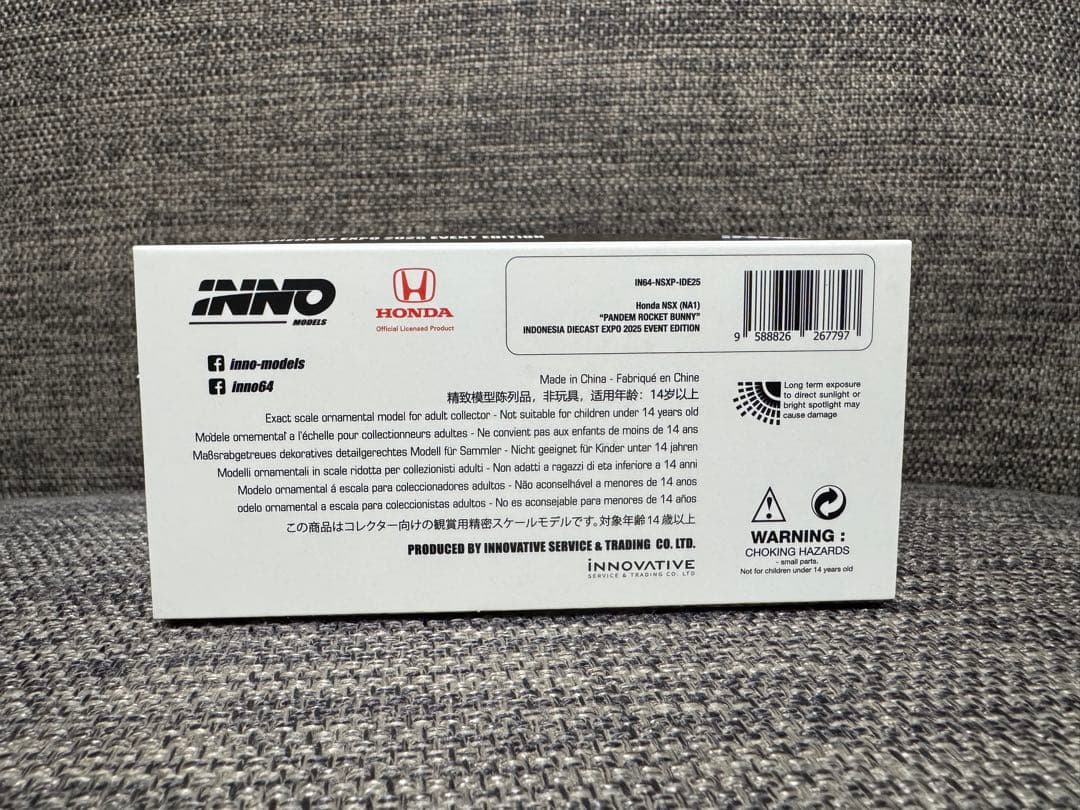 DIECAST EXPO 2025 EVENT EDITION
INNO
MODELS
HONDA
Official Licensed Product
IN64-NSXP-IDE25
Honda NSX (NA1)
"PANDEM ROCKET BUNNY"
INDONESIA DIECAST EXPO 2025 EVENT EDITION
9 588826 267797
inno-models
inno64
Made in China - Fabriqué en Chine
精致模型陈列品，非玩具，适用年龄：14岁以上
Exact scale ornamental model for adult collector - Not suitable for children under 14 years old
Modele ornemental a l'échelle pour collectionneurs adultes - Ne convient pas aux enfants de moins de 14 ans
Maßsrabgetreues dekoratives detailgerechtes Modell für Sammler - Nicht geeignet für Kinder unter 14 jahren
Modelli ornamentali in scale ridotta per collezionisti adulti - Non adatti a ragazzi di eta inferiore a 14 anni
Modelo ornamental á escala para coleccionadores adultos - Não aconselhável a menores de 14 anos
odelo ornamental a escala para coleccionistas adultos - No es aconsejable para menores de 14 años
この商品はコレクター向けの観賞用精密スケールモデルです。対象年齢14歳以上
PRODUCED BY INNOVATIVE SERVICE & TRADING CO. LTD.
INNOVATIVE
SERVICE & TRADING CO. LTD
Long term exposure
to direct sunlight or
bright spotlight may
cause damage
WARNING :
CHOKING HAZARDS
- small parts.
Not for children under 14 years old